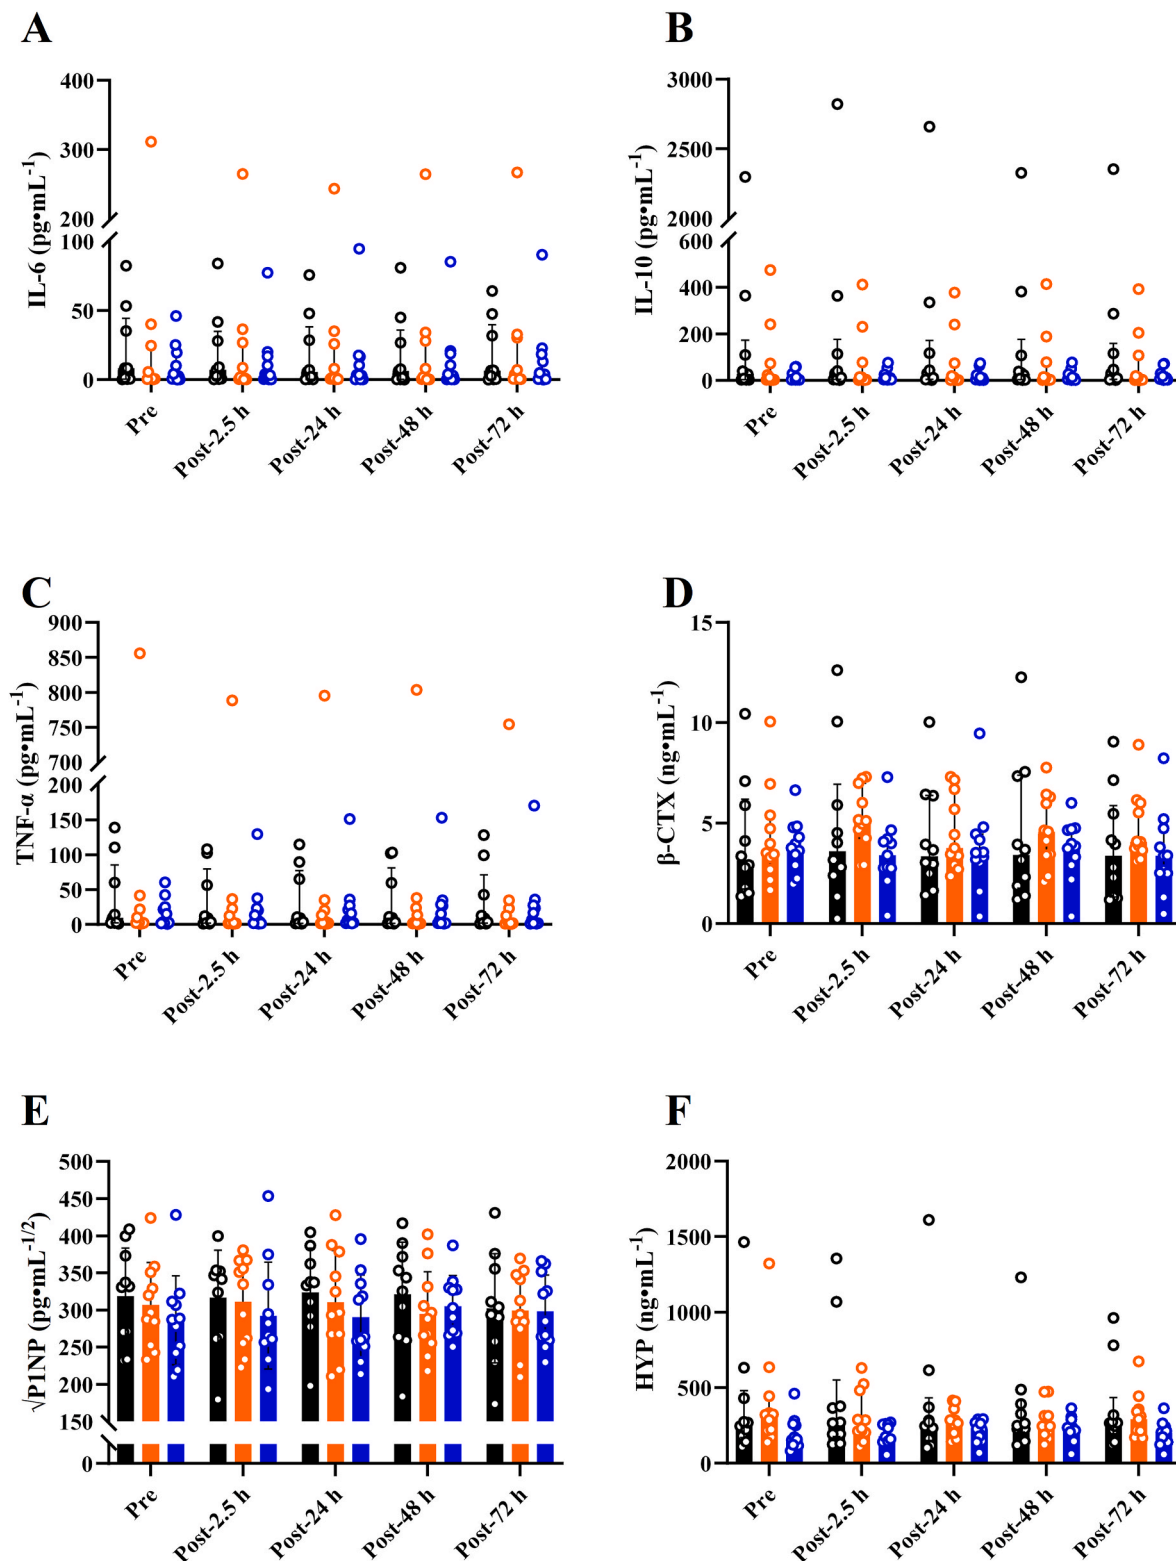 A
IL-6 (pg•mL⁻¹)
400
300
200
100
50
0
Pre
Post-2.5 h
Post-24 h
Post-48 h
Post-72 h
B
IL-10 (pg•mL⁻¹)
3000
2500
2000
600
400
200
0
Pre
Post-2.5 h
Post-24 h
Post-48 h
Post-72 h
C
TNF-α (pg•mL⁻¹)
900
850
800
750
700
200
150
100
50
0
Pre
Post-2.5 h
Post-24 h
Post-48 h
Post-72 h
D
β-CTX (ng•mL⁻¹)
15
10
5
0
Pre
Post-2.5 h
Post-24 h
Post-48 h
Post-72 h
E
√P1NP (pg•mL⁻¹/²)
500
450
400
350
300
250
200
150
0
Pre
Post-2.5 h
Post-24 h
Post-48 h
Post-72 h
F
HYP (ng•mL⁻¹)
2000
1500
1000
500
0
Pre
Post-2.5 h
Post-24 h
Post-48 h
Post-72 h